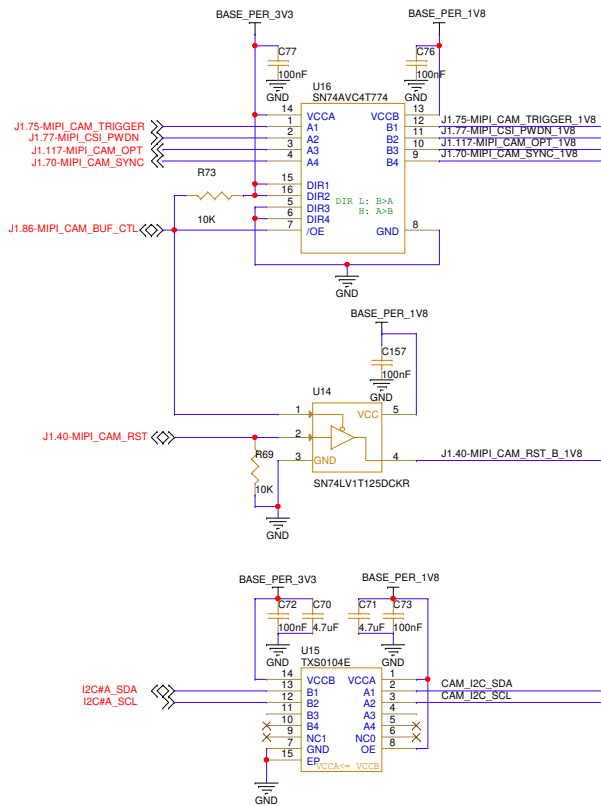 BASE_PER_3V3
BASE_PER_1V8
C77
100nF
GND
C76
100nF
GND
U16
SN74AVC4T774
J1.75-MIPI_CAM_TRIGGER
J1.77-MIPI_CSI_PWDN
J1.117-MIPI_CAM_OPT
J1.70-MIPI_CAM_SYNC
14 VCCA VCCB 13
1 A1 B1 12 J1.75-MIPI_CAM_TRIGGER_1V8
2 A2 B2 11 J1.77-MIPI_CSI_PWDN_1V8
3 A3 B3 10 J1.117-MIPI_CAM_OPT_1V8
4 A4 B4 9 J1.70-MIPI_CAM_SYNC_1V8
R73
10K
15 DIR1
16 DIR2
5 DIR3
6 DIR4
7 /OE
DIR L: B>A
H: A>B
GND 8
J1.86-MIPI_CAM_BUF_CTL
GND
BASE_PER_1V8
C157
100nF
GND
U14
1
VCC 5
J1.40-MIPI_CAM_RST
2
3 GND
4 J1.40-MIPI_CAM_RST_B_1V8
SN74LV1T125DCKR
R69
10K
GND
BASE_PER_3V3
BASE_PER_1V8
C72
100nF
C70
4.7uF
C71
4.7uF
C73
100nF
GND
GND
U15
TXS0104E
14 VCCB VCCA 1
I2C#A_SDA 13 B1 A1 2 CAM_I2C_SDA
I2C#A_SCL 12 B2 A2 3 CAM_I2C_SCL
11 B3 A3 4
10 B4 A4 5
9 NC1 NC0 6
7 GND OE 8
15 EP
VCCA<= VCCB
GND